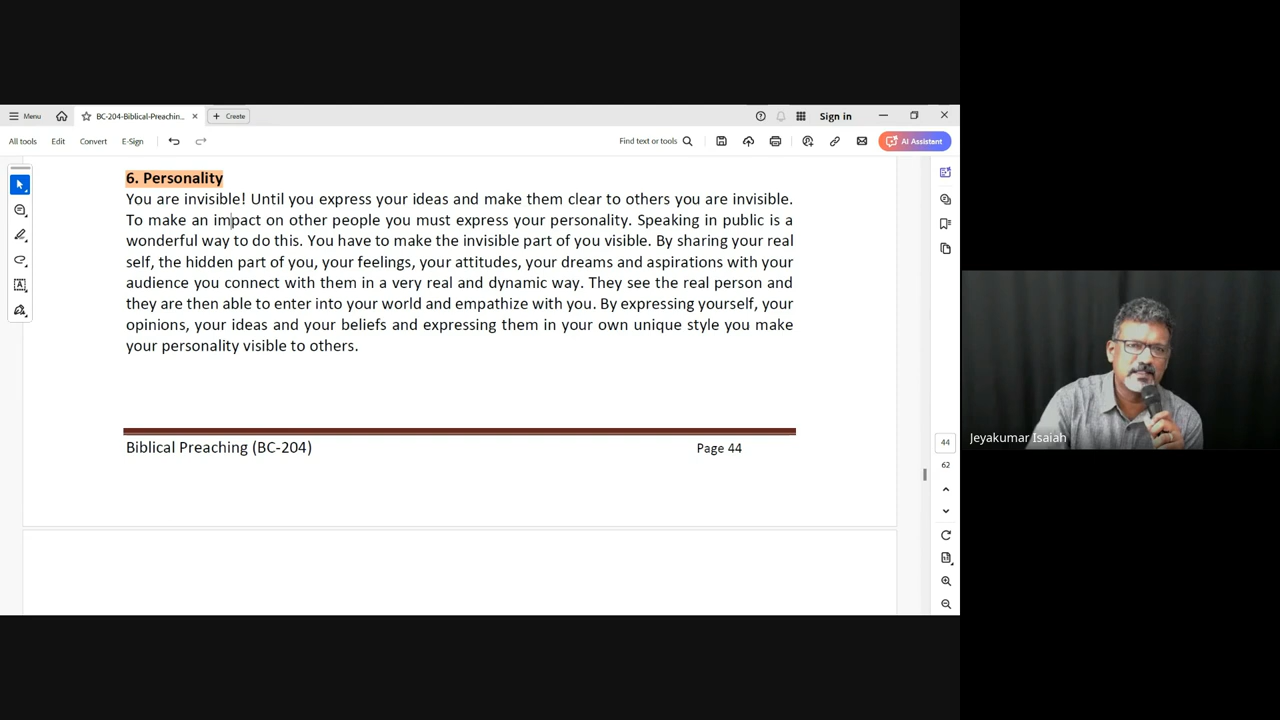 Menu
BC-204-Biblical-Preachin...
Create
Sign in
All tools
Edit
Convert
E-Sign
Find text or tools
AI Assistant
6. Personality
You are invisible! Until you express your ideas and make them clear to others you are invisible.
To make an impact on other people you must express your personality. Speaking in public is a
wonderful way to do this. You have to make the invisible part of you visible. By sharing your real
self, the hidden part of you, your feelings, your attitudes, your dreams and aspirations with your
audience you connect with them in a very real and dynamic way. They see the real person and
they are then able to enter into your world and empathize with you. By expressing yourself, your
opinions, your ideas and your beliefs and expressing them in your own unique style you make
your personality visible to others.
Biblical Preaching (BC-204)
Page 44
44
62
Jeyakumar Isaiah